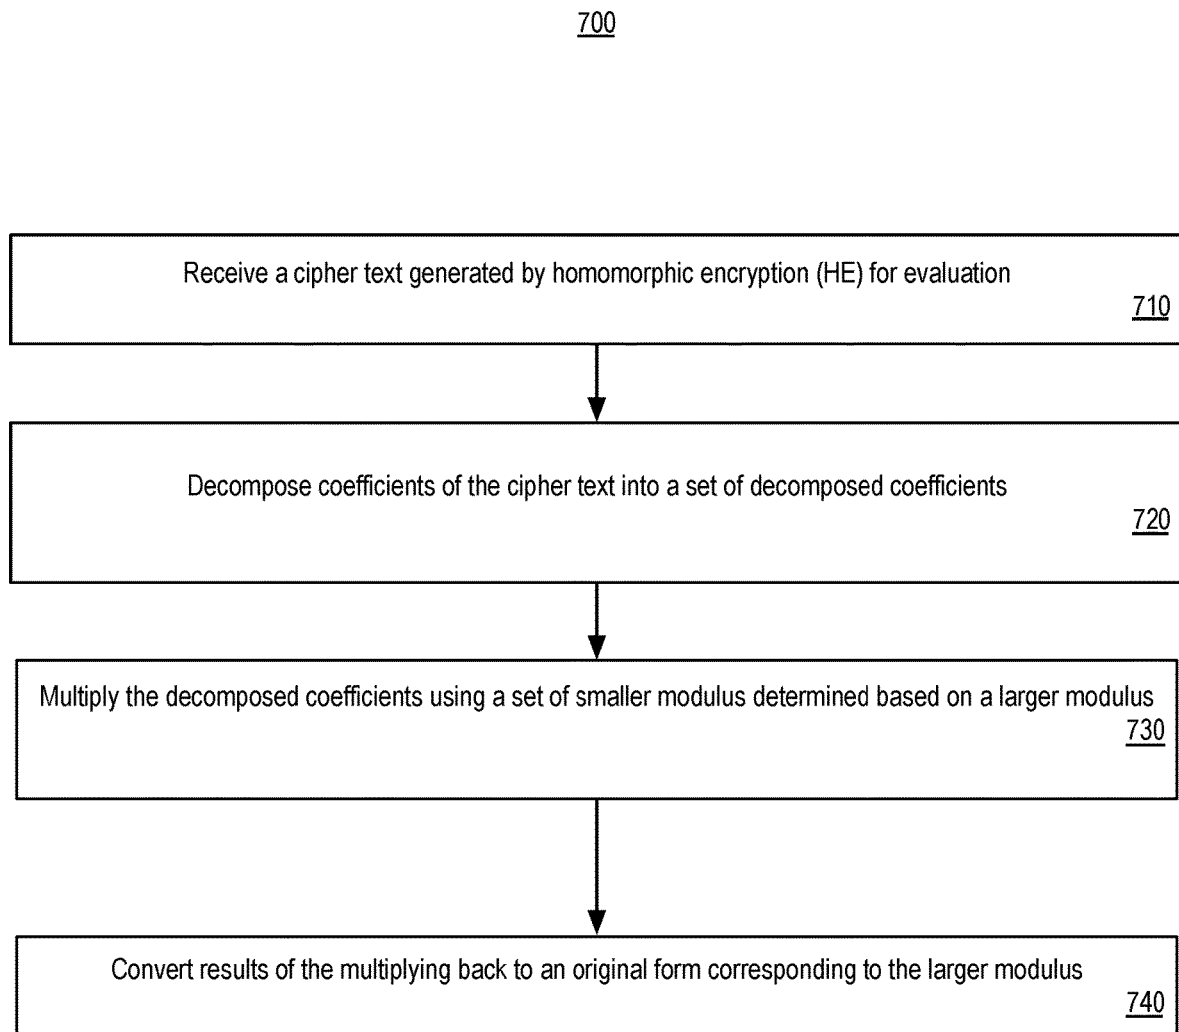 700
Receive a cipher text generated by homomorphic encryption (HE) for evaluation
710
Decompose coefficients of the cipher text into a set of decomposed coefficients
720
Multiply the decomposed coefficients using a set of smaller modulus determined based on a larger modulus
730
Convert results of the multiplying back to an original form corresponding to the larger modulus
740